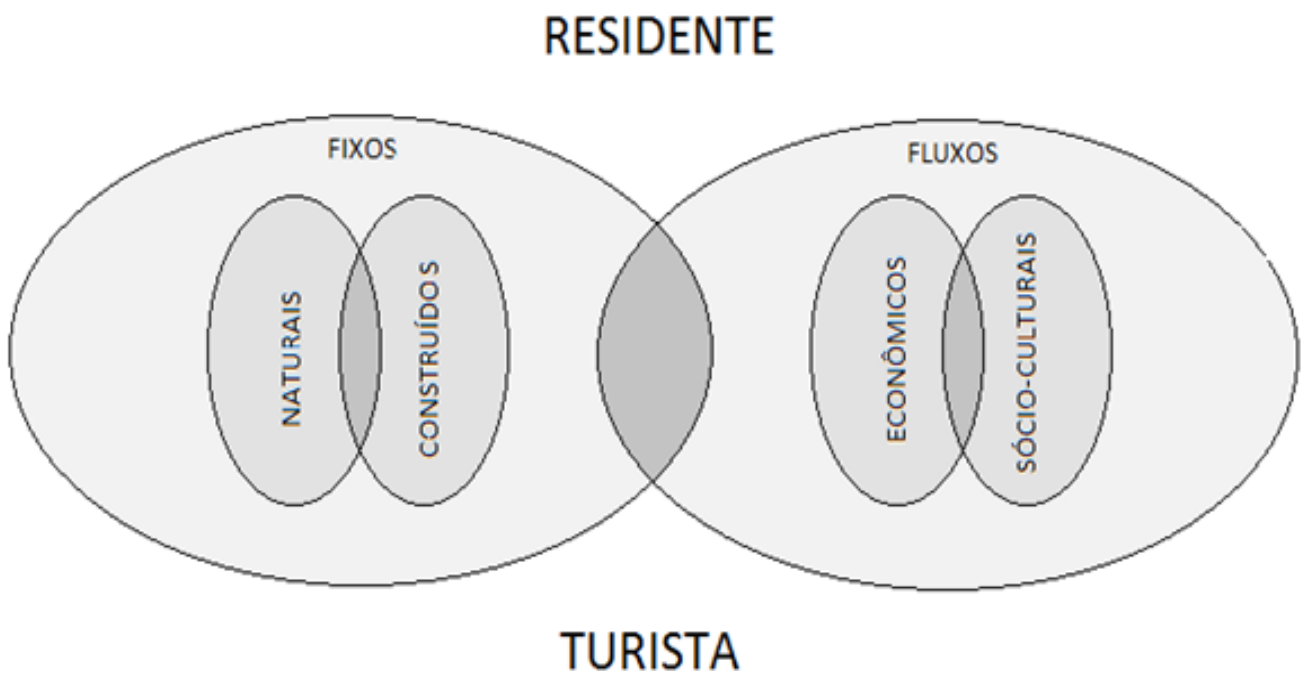 RESIDENTE
FIXOS
FLUXOS
NATURAIS
CONSTRUÍDOS
ECONÔMICOS
SÓCIO-CULTURAIS
TURISTA